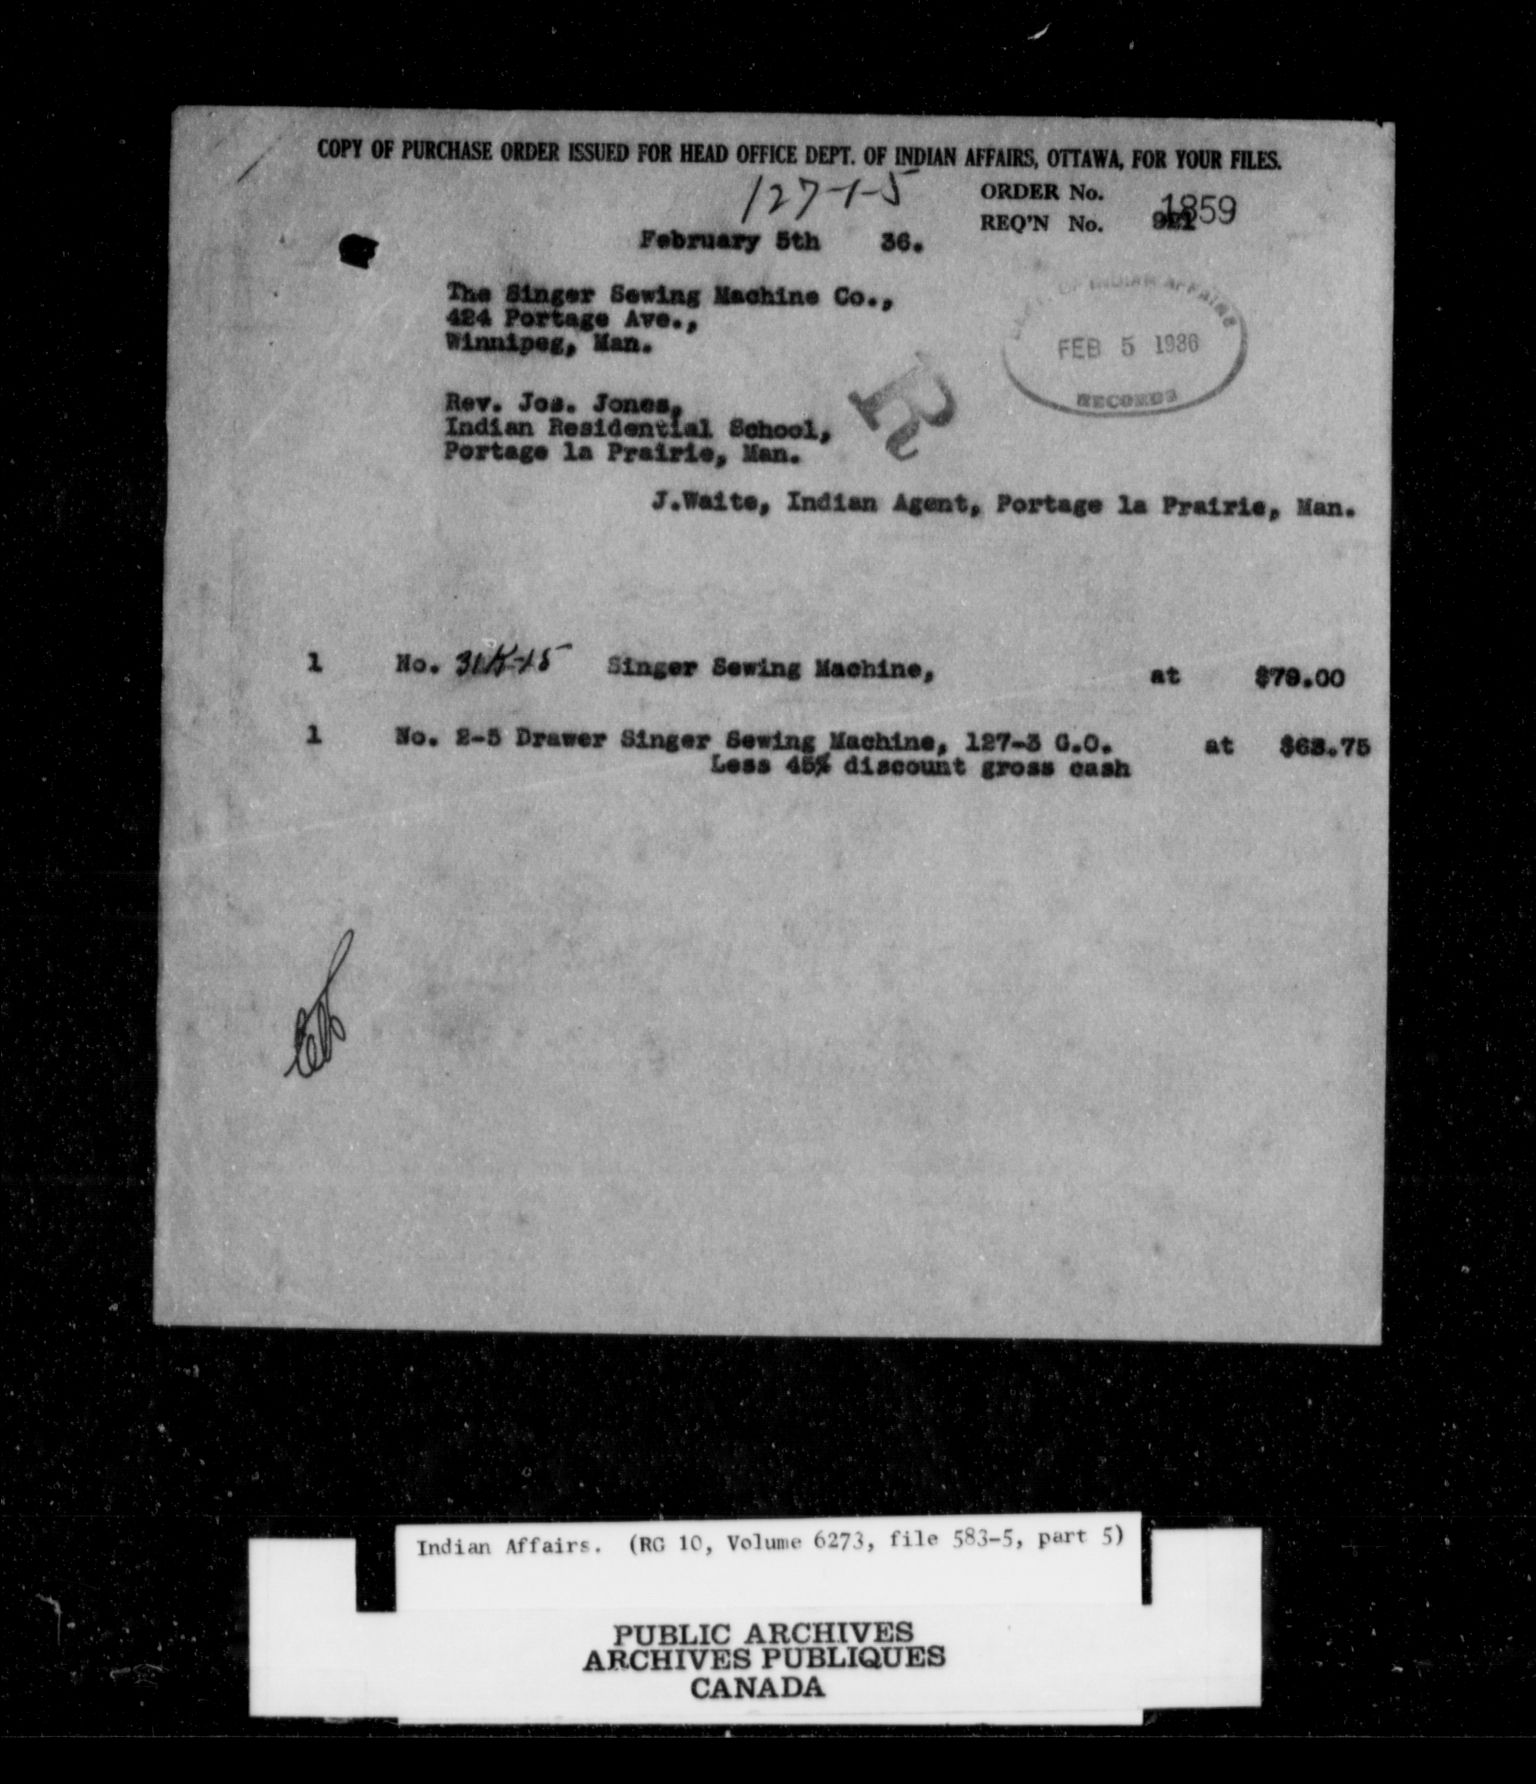 COPY OF PURCHASE ORDER ISSUED FOR HEAD OFFICE DEPT. OF INDIAN AFFAIRS, OTTAWA, FOR YOUR FILES.
127-1-5
ORDER No. 1859
REQ'N No. 921
February 5th 36.
The Singer Sewing Machine Co.,
424 Portage Ave.,
Winnipeg, Man.
DEPT. OF INDIAN AFFAIRS
FEB 5 1936
RECORDS
R
Rev. Jos. Jones,
Indian Residential School,
Portage la Prairie, Man.
J.Waite, Indian Agent, Portage la Prairie, Man.
1 No. 31K-15 Singer Sewing Machine, at $79.00
1 No. 2-5 Drawer Singer Sewing Machine, 127-3 G.O. at $63.75
Less 45% discount gross cash
Indian Affairs. (RG 10, Volume 6273, file 583-5, part 5)
PUBLIC ARCHIVES
ARCHIVES PUBLIQUES
CANADA